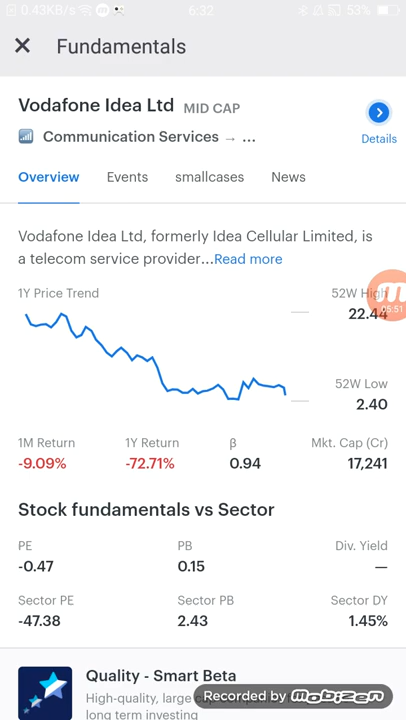 0.43KB/s
6:32
53%
Fundamentals
Vodafone Idea Ltd MID CAP
Communication Services → ...
Details
Overview Events smallcases News
Vodafone Idea Ltd, formerly Idea Cellular Limited, is
a telecom service provider...Read more
1Y Price Trend
52W High
22.44
05:51
52W Low
2.40
1M Return 1Y Return β Mkt. Cap (Cr)
-9.09% -72.71% 0.94 17,241
Stock fundamentals vs Sector
PE PB Div. Yield
-0.47 0.15 —
Sector PE Sector PB Sector DY
-47.38 2.43 1.45%
Quality - Smart Beta
High-quality, large
long term investing
Recorded by mobizen